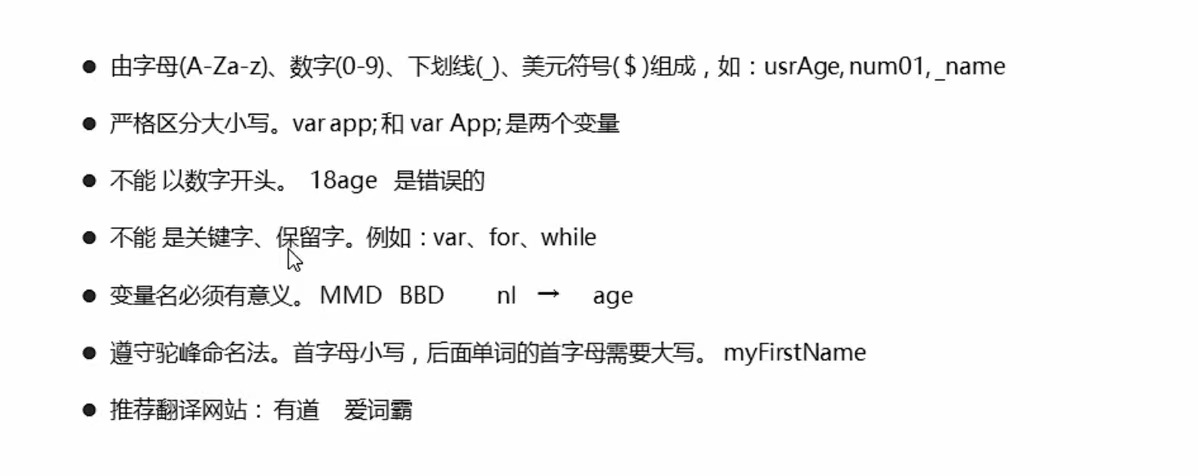 ● 由字母(A-Za-z)、数字(0-9)、下划线(_)、美元符号($)组成，如：usrAge, num01, _name
● 严格区分大小写。var app; 和 var App; 是两个变量
● 不能 以数字开头。 18age 是错误的
● 不能 是关键字、保留字。例如：var、for、while
● 变量名必须有意义。 MMD BBD nl → age
● 遵守驼峰命名法。首字母小写，后面单词的首字母需要大写。 myFirstName
● 推荐翻译网站： 有道 爱词霸